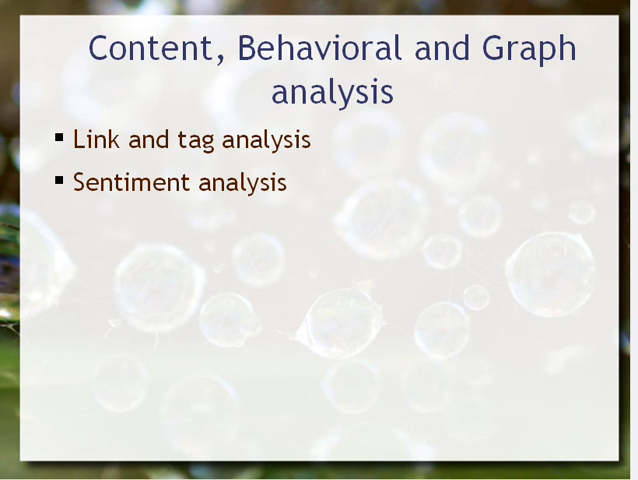 Content, Behavioral and Graph
analysis
▪ Link and tag analysis
▪ Sentiment analysis